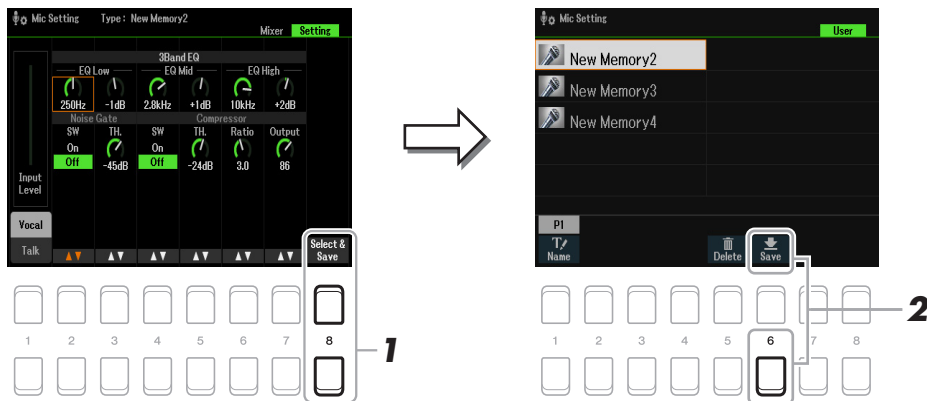 Mic Setting Type : New Memory2
Mixer Setting
3Band EQ
EQ Low EQ Mid EQ High
250Hz -1dB 2.8kHz +1dB 10kHz +2dB
Noise Gate Compressor
SW TH. SW TH. Ratio Output
On On
Off -45dB Off -24dB 3.0 86
Input
Level
Vocal
Talk
Select &
Save
1 2 3 4 5 6 7 8
1
Mic Setting
User
New Memory2
New Memory3
New Memory4
P1
Name Delete Save
1 2 3 4 5 6 7 8
2